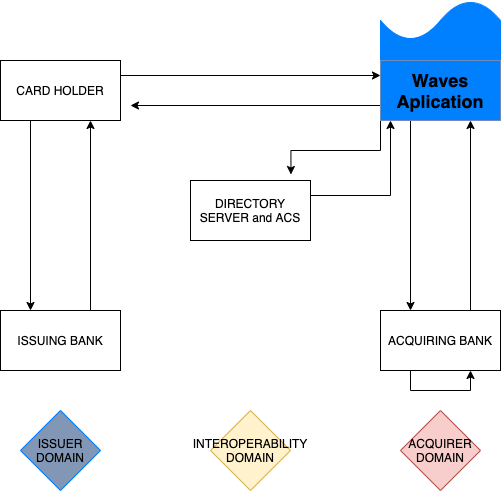 Waves
Aplication
CARD HOLDER
DIRECTORY
SERVER and ACS
ISSUING BANK
ACQUIRING BANK
ISSUER
DOMAIN
INTEROPERABILITY
DOMAIN
ACQUIRER
DOMAIN